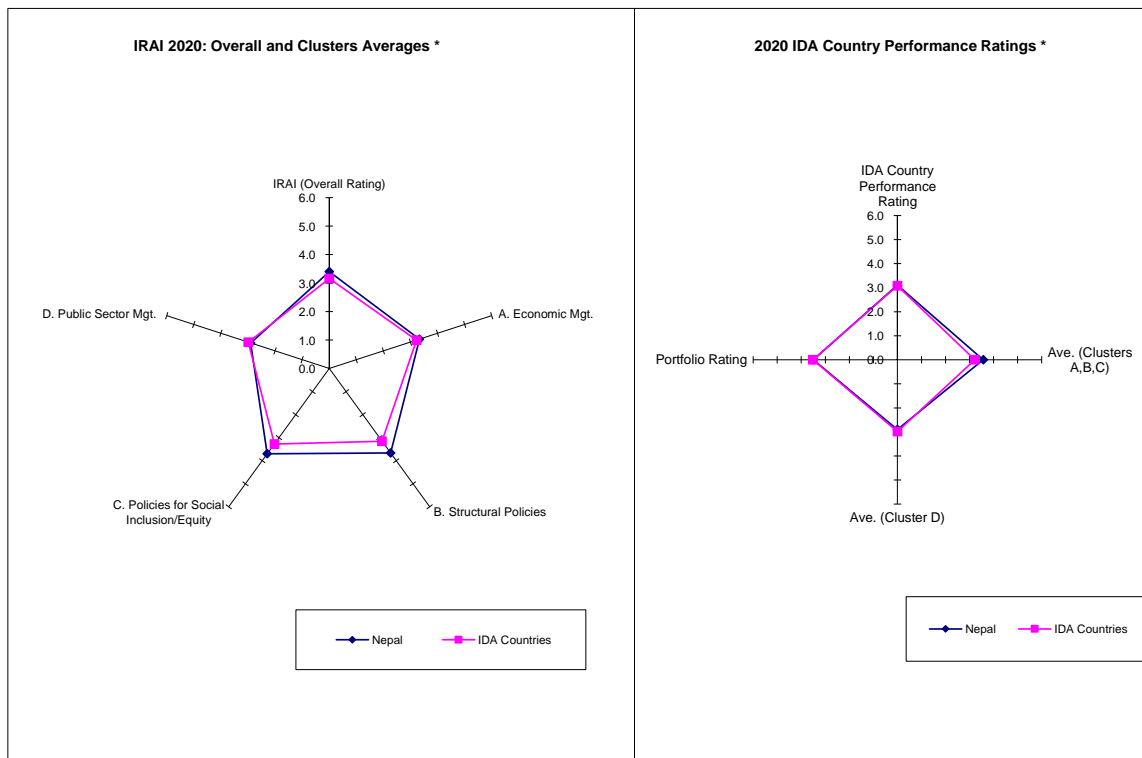 IRAI 2020: Overall and Clusters Averages *
IRAI (Overall Rating)
6.0
5.0
4.0
3.0
2.0
1.0
0.0
A. Economic Mgt.
B. Structural Policies
C. Policies for Social
Inclusion/Equity
D. Public Sector Mgt.
Nepal
IDA Countries
2020 IDA Country Performance Ratings *
IDA Country
Performance
Rating
6.0
5.0
4.0
3.0
2.0
1.0
0.0
Ave. (Clusters
A,B,C)
Ave. (Cluster D)
Portfolio Rating
Nepal
IDA Countries